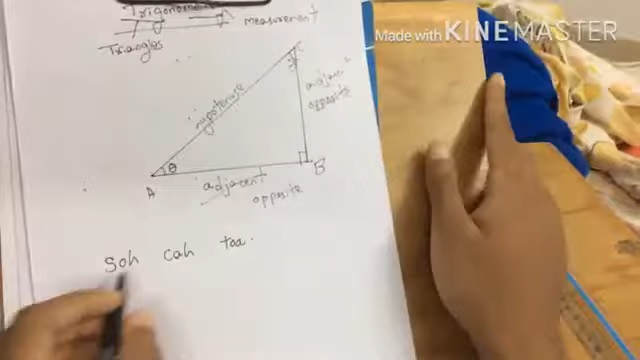 Trigonometry
measurement
Triangles
Made with KINEMASTER
C
adjacent
opposite
hypotenuse
θ
A
B
adjacent
opposite
Soh cah toa.